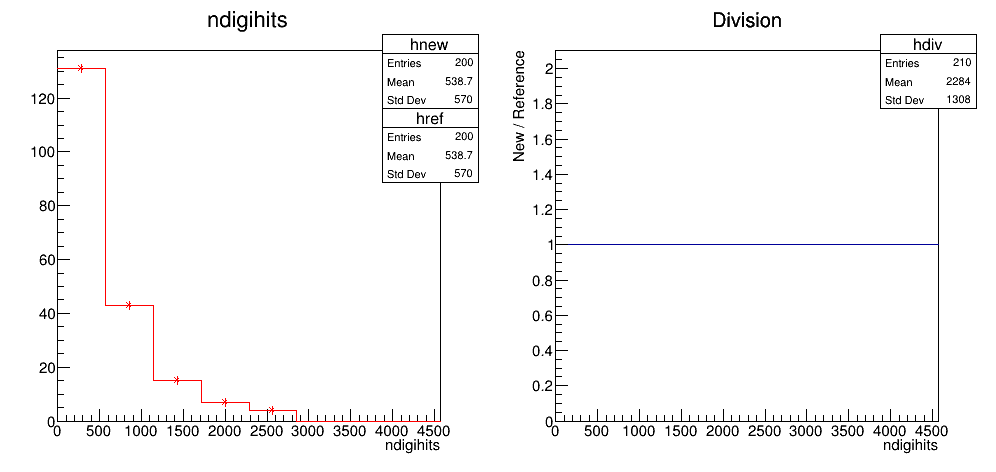 ndigihits
hnew
Entries 200
Mean 538.7
Std Dev 570
href
Entries 200
Mean 538.7
Std Dev 570
120
100
80
60
40
20
0
0 500 1000 1500 2000 2500 3000 3500 4000 4500
ndigihits
Division
hdiv
Entries 210
Mean 2284
Std Dev 1308
New / Reference
2
1.8
1.6
1.4
1.2
1
0.8
0.6
0.4
0.2
0
0 500 1000 1500 2000 2500 3000 3500 4000 4500
ndigihits